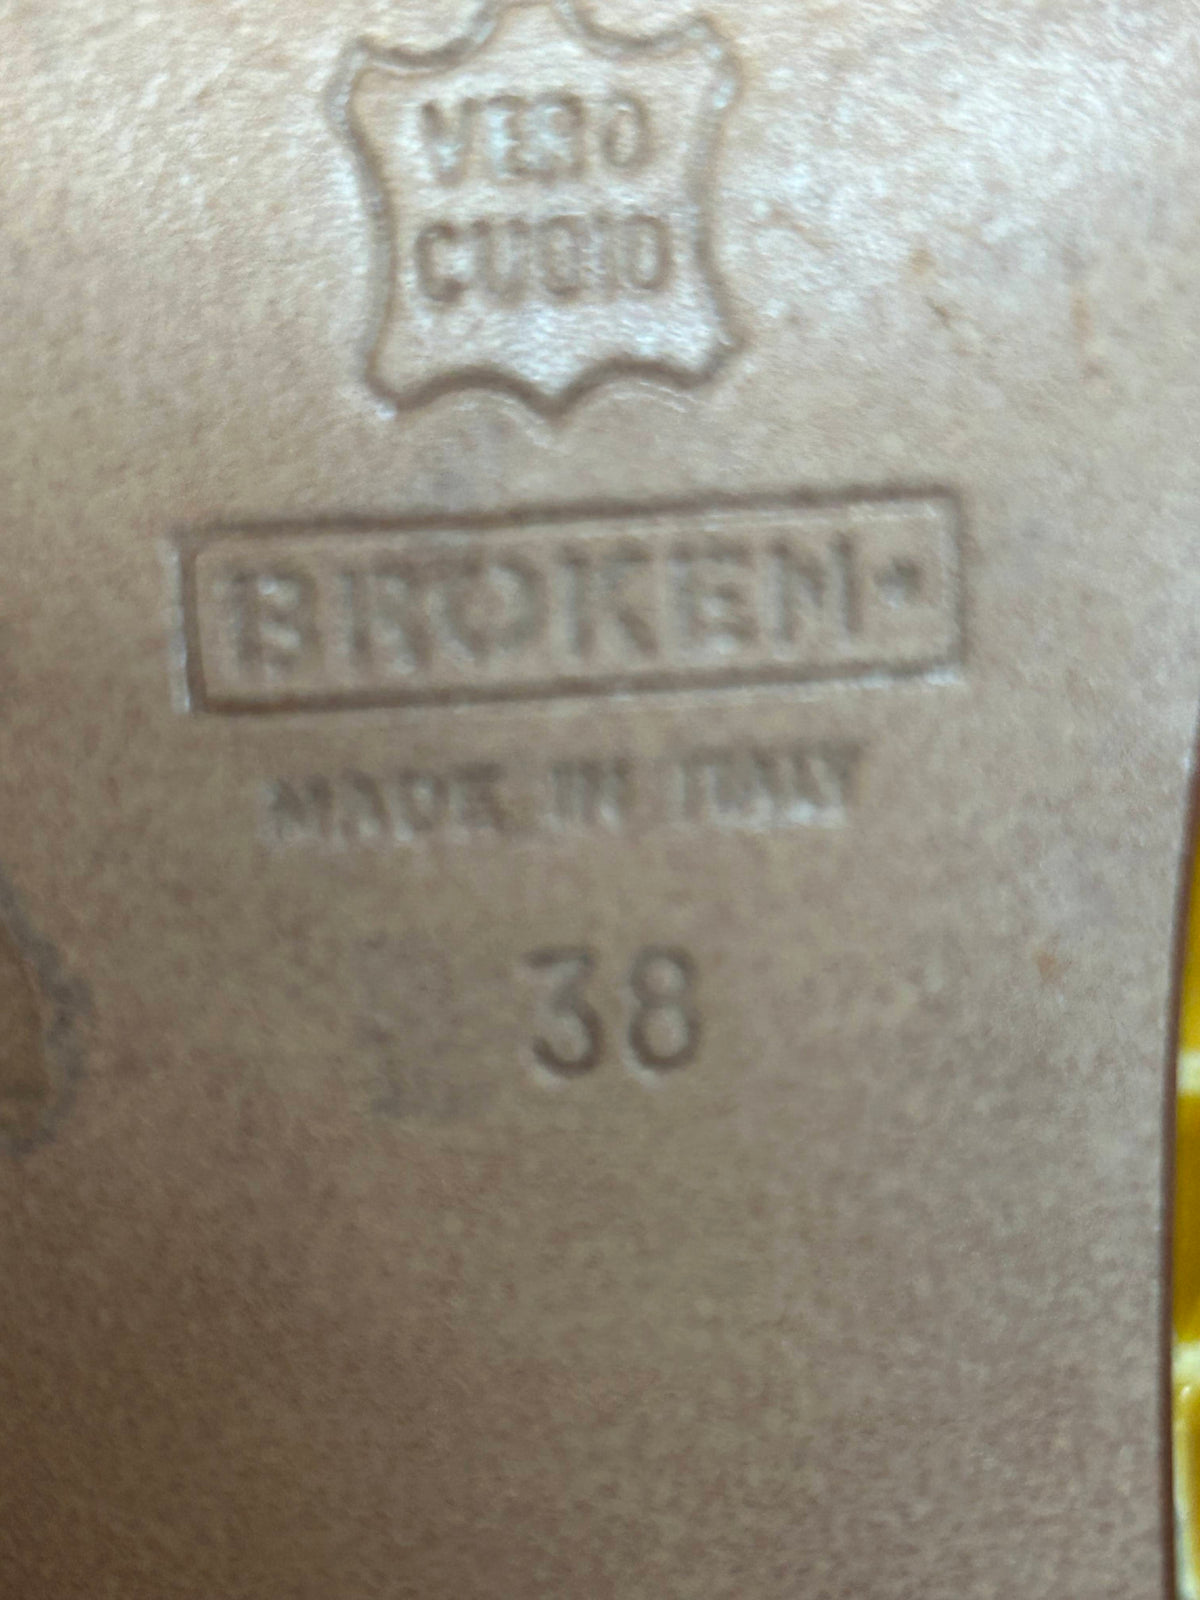 VERO
CUOIO
BROKEN
MADE IN ITALY
38